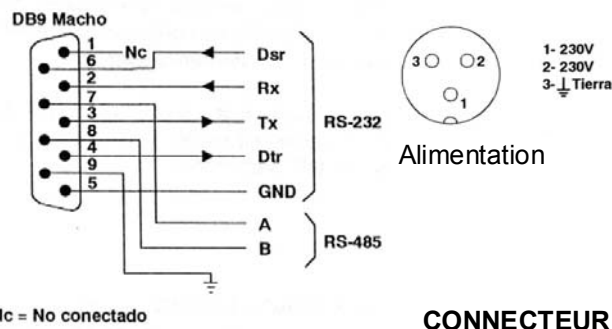 DB9 Macho
1
Nc
Dsr
6
2
Rx
7
3
Tx
RS-232
8
4
Dtr
9
5
GND
A
B
RS-485
3
2
1
1- 230V
2- 230V
3- Tierra
Alimentation
Nc = No conectado
CONNECTEUR